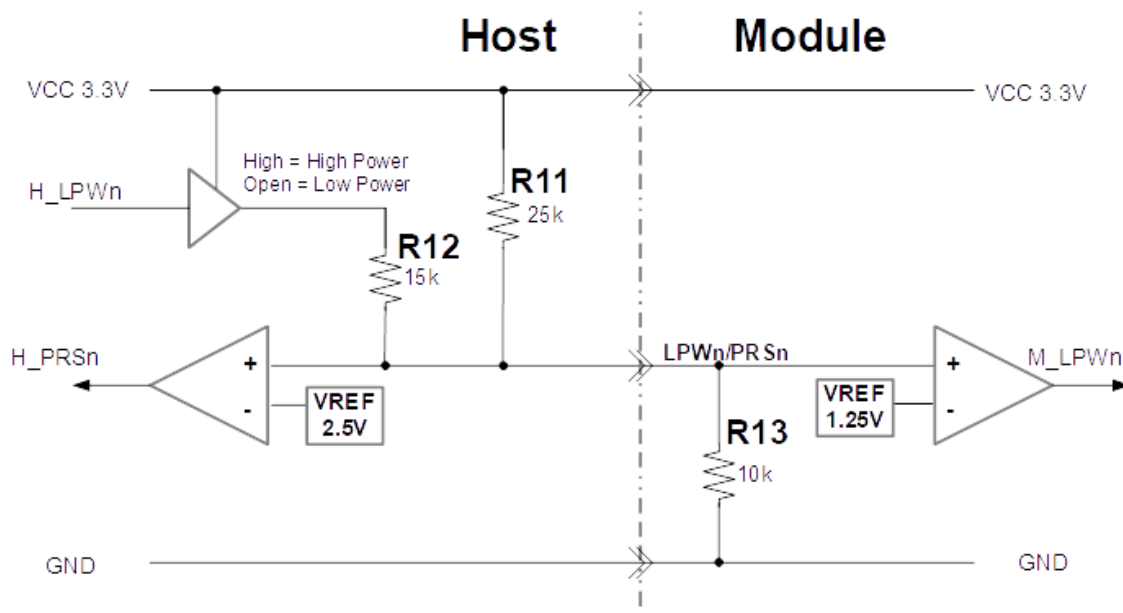 Host
Module
VCC 3.3V
VCC 3.3V
High = High Power
Open = Low Power
H_LPWn
R11
25k
R12
15k
H_PRSn
+
-
VREF
2.5V
LPWn/PRSn
M_LPWn
+
-
VREF
1.25V
R13
10k
GND
GND